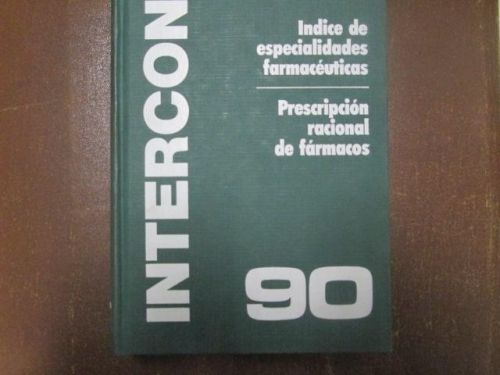 INTERCON
Indice de
especialidades
farmacéuticas
Prescripción
racional
de fármacos
90